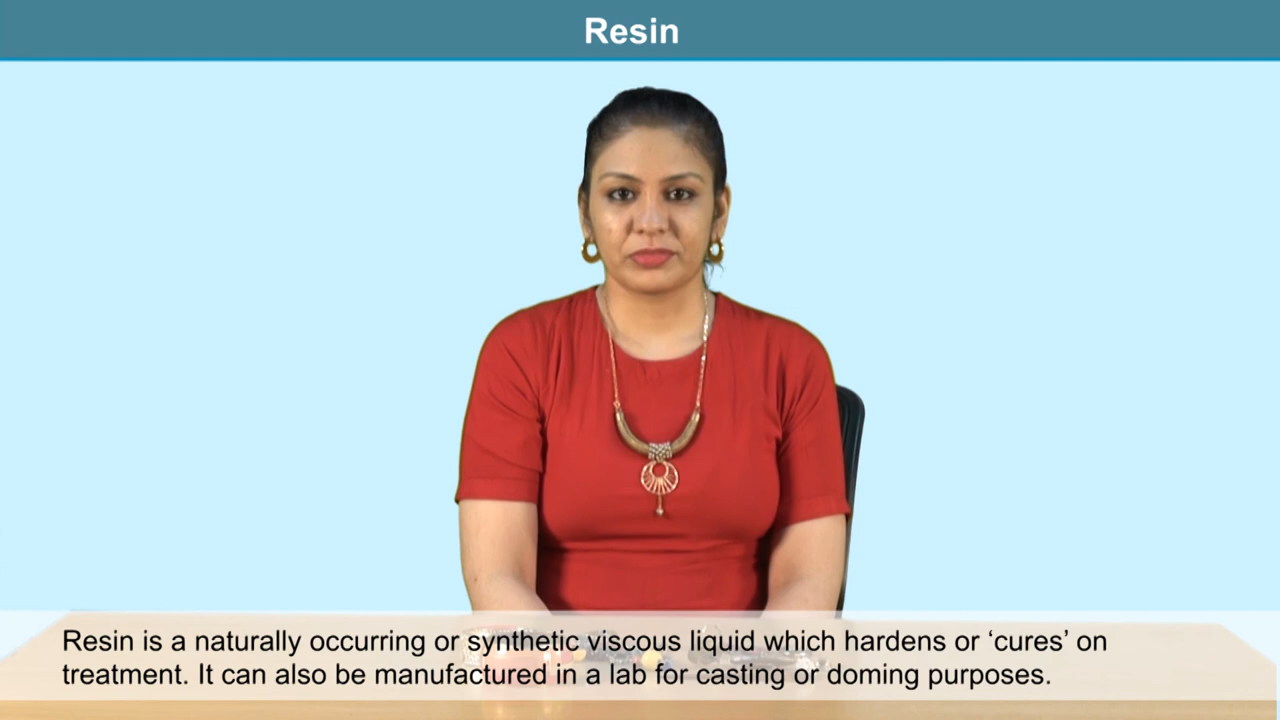 Resin
Resin is a naturally occurring or synthetic viscous liquid which hardens or ‘cures’ on
treatment. It can also be manufactured in a lab for casting or doming purposes.